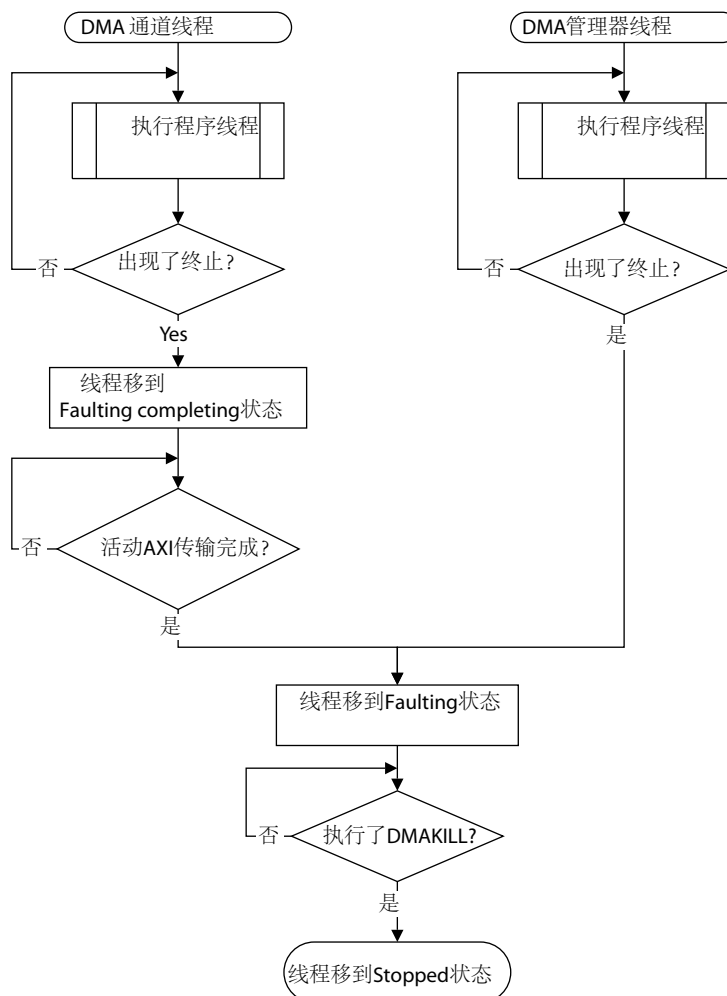 DMA 通道线程
DMA管理器线程
执行程序线程
执行程序线程
出现了终止?
否
出现了终止?
否
Yes
是
线程移到
Faulting completing状态
活动AXI传输完成?
否
是
线程移到Faulting状态
执行了DMAKILL?
否
是
线程移到Stopped状态